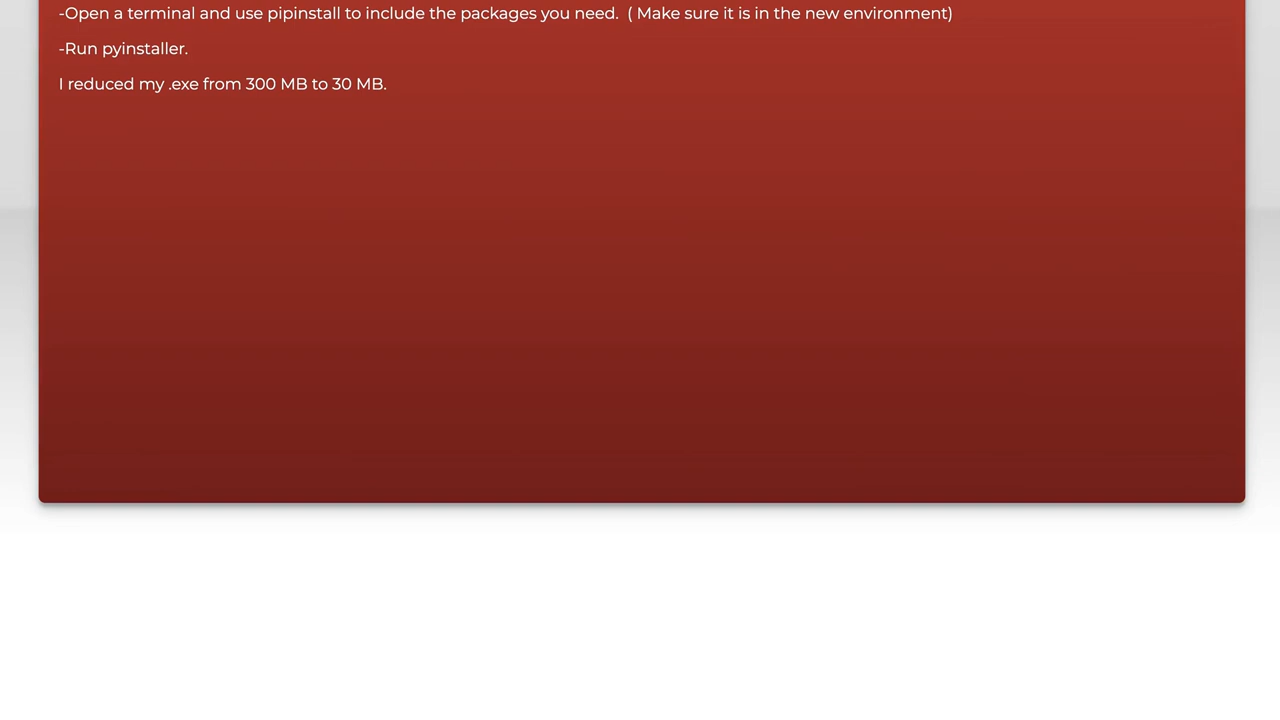 -Open a terminal and use pipinstall to include the packages you need.  ( Make sure it is in the new environment)
-Run pyinstaller.
I reduced my .exe from 300 MB to 30 MB.